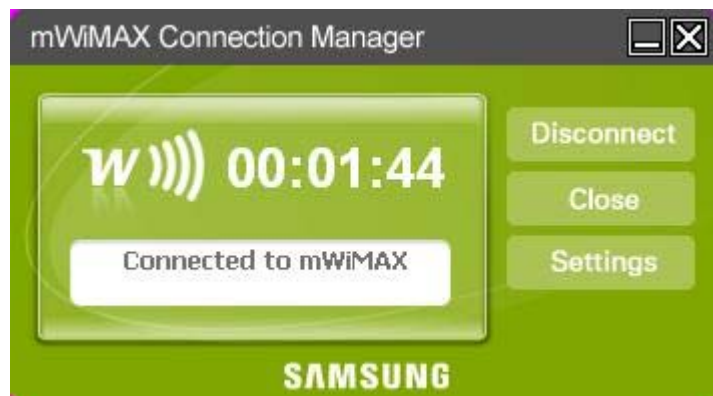 mWiMAX Connection Manager
w 00:01:44
Connected to mWiMAX
Disconnect
Close
Settings
SAMSUNG